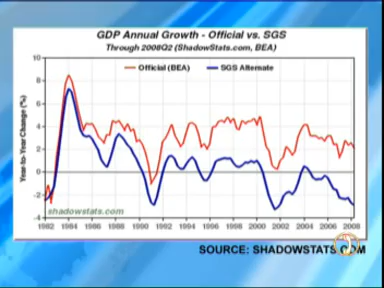 GDP Annual Growth - Official vs. SGS
Through 2008Q2 (ShadowStats.com, BEA)
Official (BEA) SGS Alternate
Year-to-Year Change (%)
10
8
6
4
2
0
-2
-4
shadowstats.com
1982 1984 1986 1988 1990 1992 1994 1996 1998 2000 2002 2004 2006 2008
SOURCE: SHADOWSTATS.COM